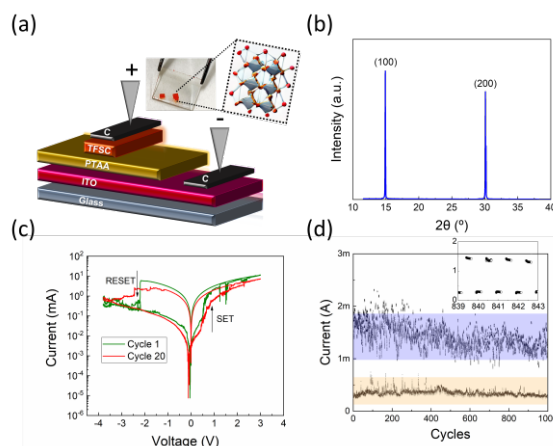 (a)
+
-
C
TFSC
PTAA
C
ITO
Glass
(b)
Intensity (a.u.)
(100)
(200)
10 15 20 25 30 35 40
2θ (º)
(c)
Current (mA)
10²
10¹
10⁰
10⁻¹
10⁻²
10⁻³
10⁻⁴
10⁻⁵
10⁻⁶
RESET
SET
Cycle 1
Cycle 20
-4 -3 -2 -1 0 1 2 3 4
Voltage (V)
(d)
Current (A)
3m
2m
1m
0
2
1
0
839 840 841 842 843
0 200 400 600 800 1000
Cycles